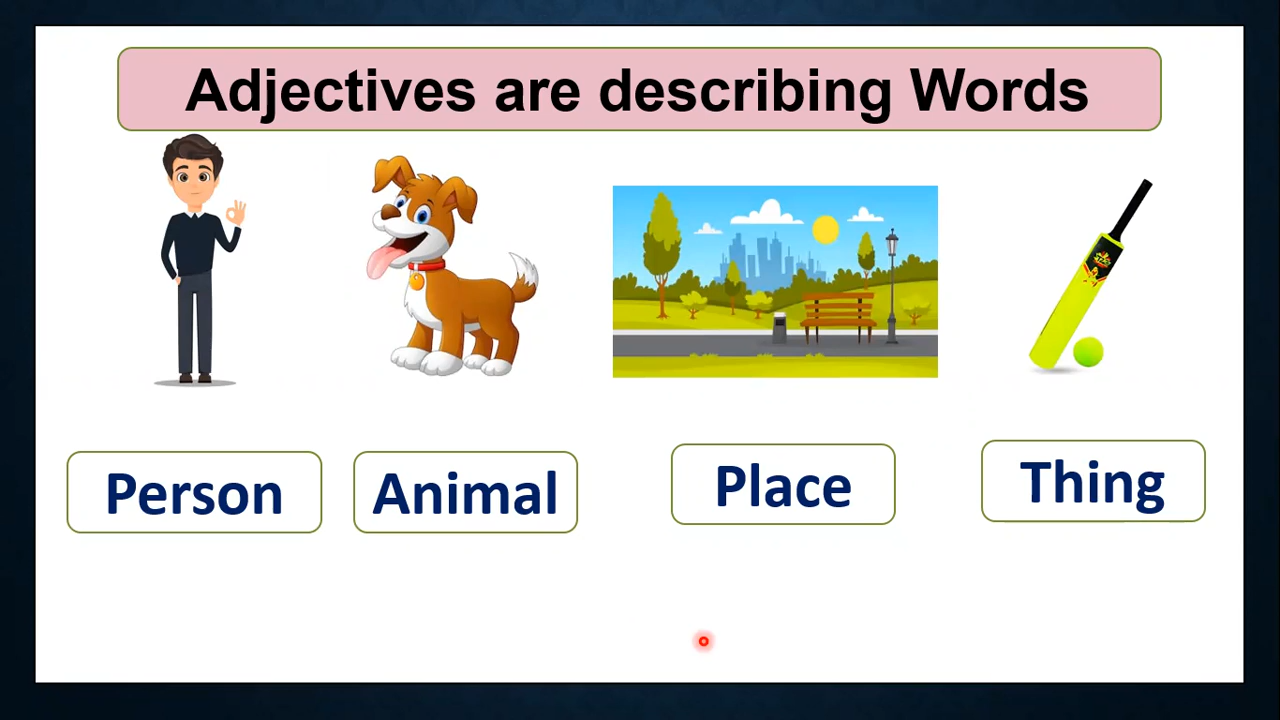 Adjectives are describing Words
Person
Animal
Place
Thing